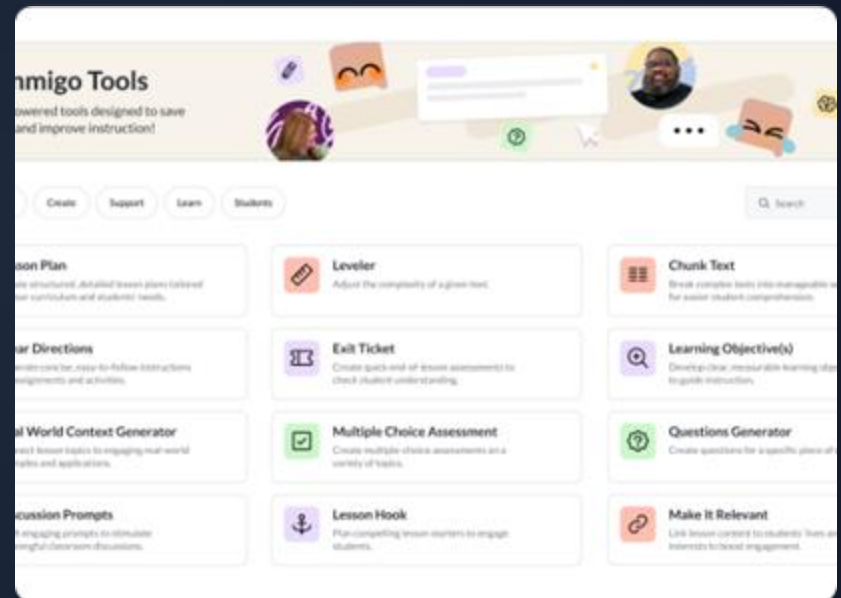 nmigo Tools
owered tools designed to save
and improve instruction!
Create Support Learn Students
Search
son Plan
structured, detailed lesson plans tailored
our curriculum and students' needs.
Leveler
Adjust the complexity of a given text.
Chunk Text
Break complex texts into manageable
for easier student comprehension.
ar Directions
erate concise, easy-to-follow instructions
assignments and activities.
Exit Ticket
Create quick end-of-lesson assessments to
check student understanding.
Learning Objective(s)
Develop clear, measurable learning
to guide instruction.
al World Context Generator
nect lesson topics to engaging real-world
and applications.
Multiple Choice Assessment
Create multiple choice assessments on a
variety of topics.
Questions Generator
Create questions for a specific piece of
cussion Prompts
engaging prompts to stimulate
ningful classroom discussions.
Lesson Hook
Plan compelling lesson starters to engage
students.
Make It Relevant
Link lesson content to students' lives
interests to boost engagement.